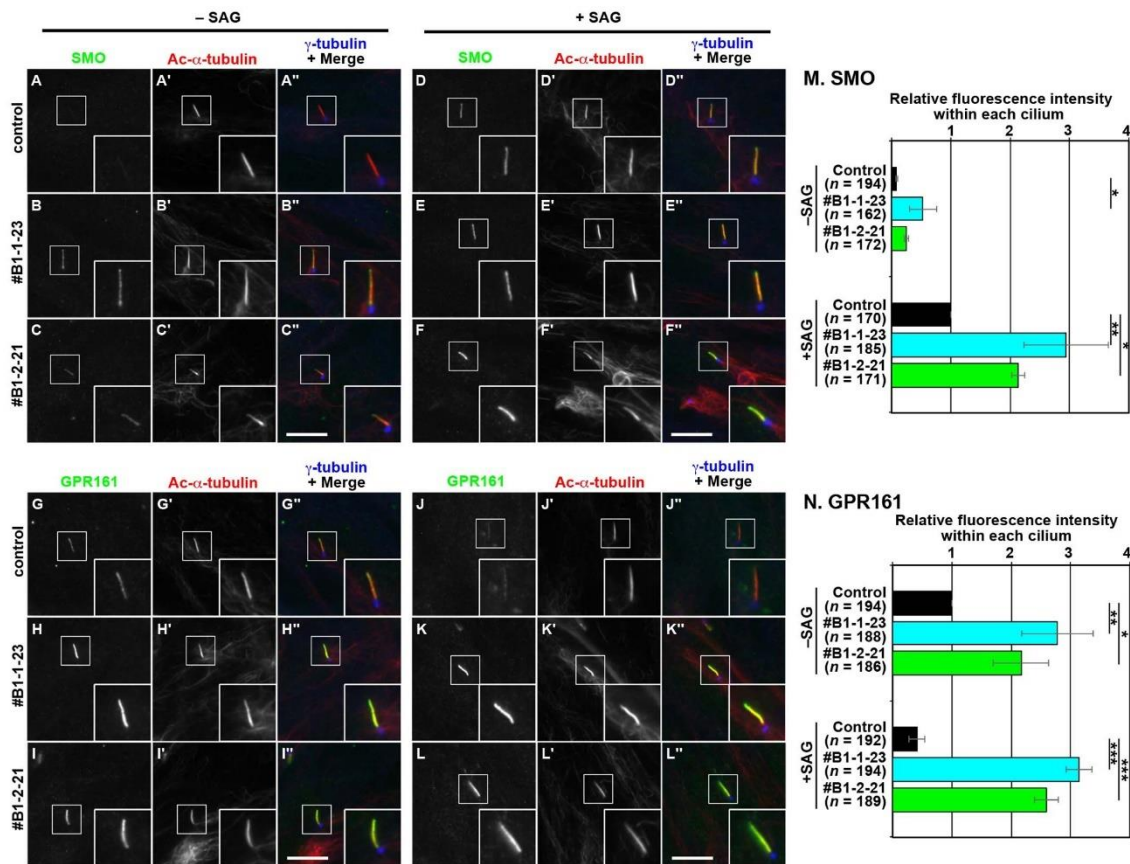 – SAG
+ SAG
SMO Ac-α-tubulin γ-tubulin + Merge
SMO Ac-α-tubulin γ-tubulin + Merge
control
A A' A"
D D' D"
#B1-1-23
B B' B"
E E' E"
#B1-2-21
C C' C"
F F' F"
M. SMO
Relative fluorescence intensity
within each cilium
1 2 3 4
–SAG
Control
(n = 194)
#B1-1-23
(n = 162)
#B1-2-21
(n = 172)
*
+SAG
Control
(n = 170)
#B1-1-23
(n = 185)
#B1-2-21
(n = 171)
**
*
GPR161 Ac-α-tubulin γ-tubulin + Merge
GPR161 Ac-α-tubulin γ-tubulin + Merge
control
G G' G"
J J' J"
#B1-1-23
H H' H"
K K' K"
#B1-2-21
I I' I"
L L' L"
N. GPR161
Relative fluorescence intensity
within each cilium
1 2 3 4
–SAG
Control
(n = 194)
#B1-1-23
(n = 188)
#B1-2-21
(n = 186)
**
*
+SAG
Control
(n = 192)
#B1-1-23
(n = 194)
#B1-2-21
(n = 189)
***
***